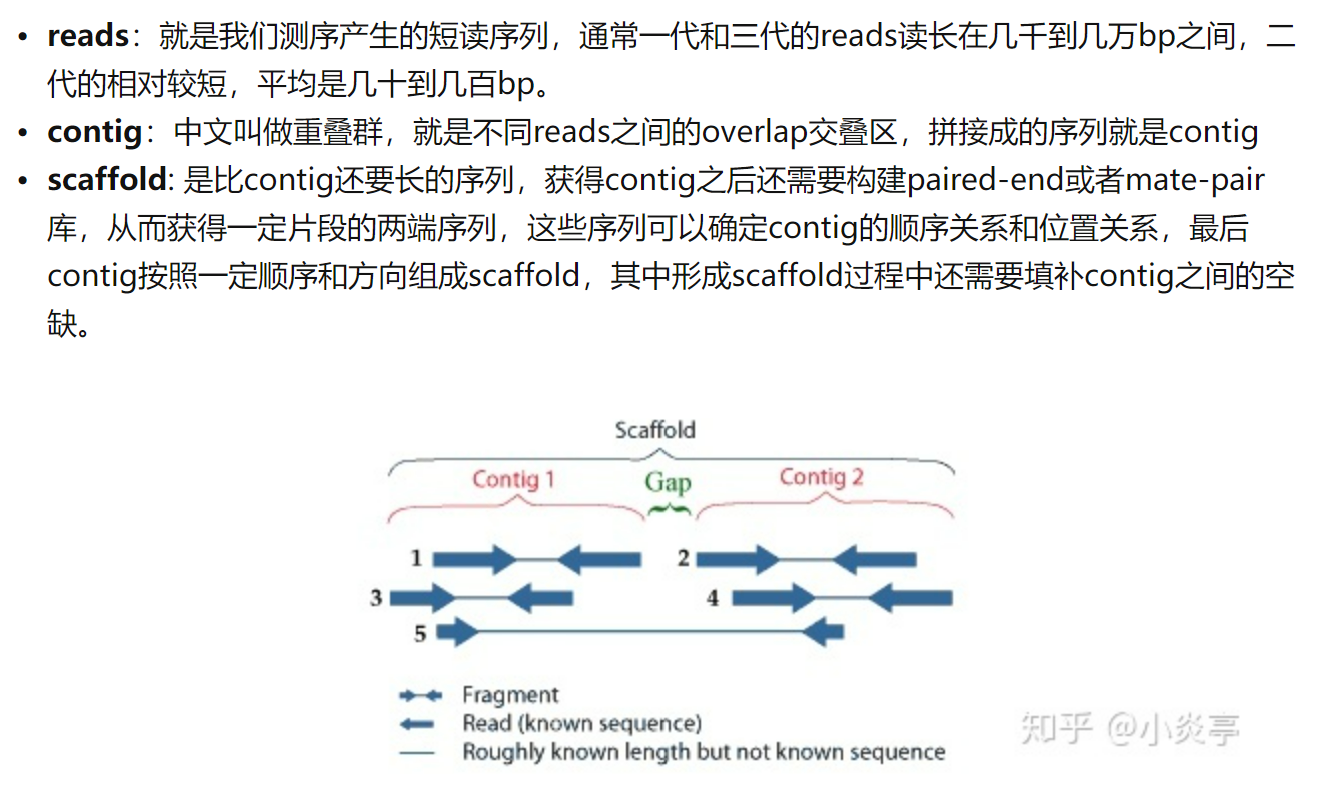 • reads：就是我们测序产生的短读序列，通常一代和三代的reads读长在几千到几万bp之间，二
代的相对较短，平均是几十到几百bp。
• contig：中文叫做重叠群，就是不同reads之间的overlap交叠区，拼接成的序列就是contig
• scaffold: 是比contig还要长的序列，获得contig之后还需要构建paired-end或者mate-pair
库，从而获得一定片段的两端序列，这些序列可以确定contig的顺序关系和位置关系，最后
contig按照一定顺序和方向组成scaffold，其中形成scaffold过程中还需要填补contig之间的空
缺。
Scaffold
Contig 1 Gap Contig 2
1 2
3 4
5
Fragment
Read (known sequence)
Roughly known length but not known sequence
知乎 @小炎亭